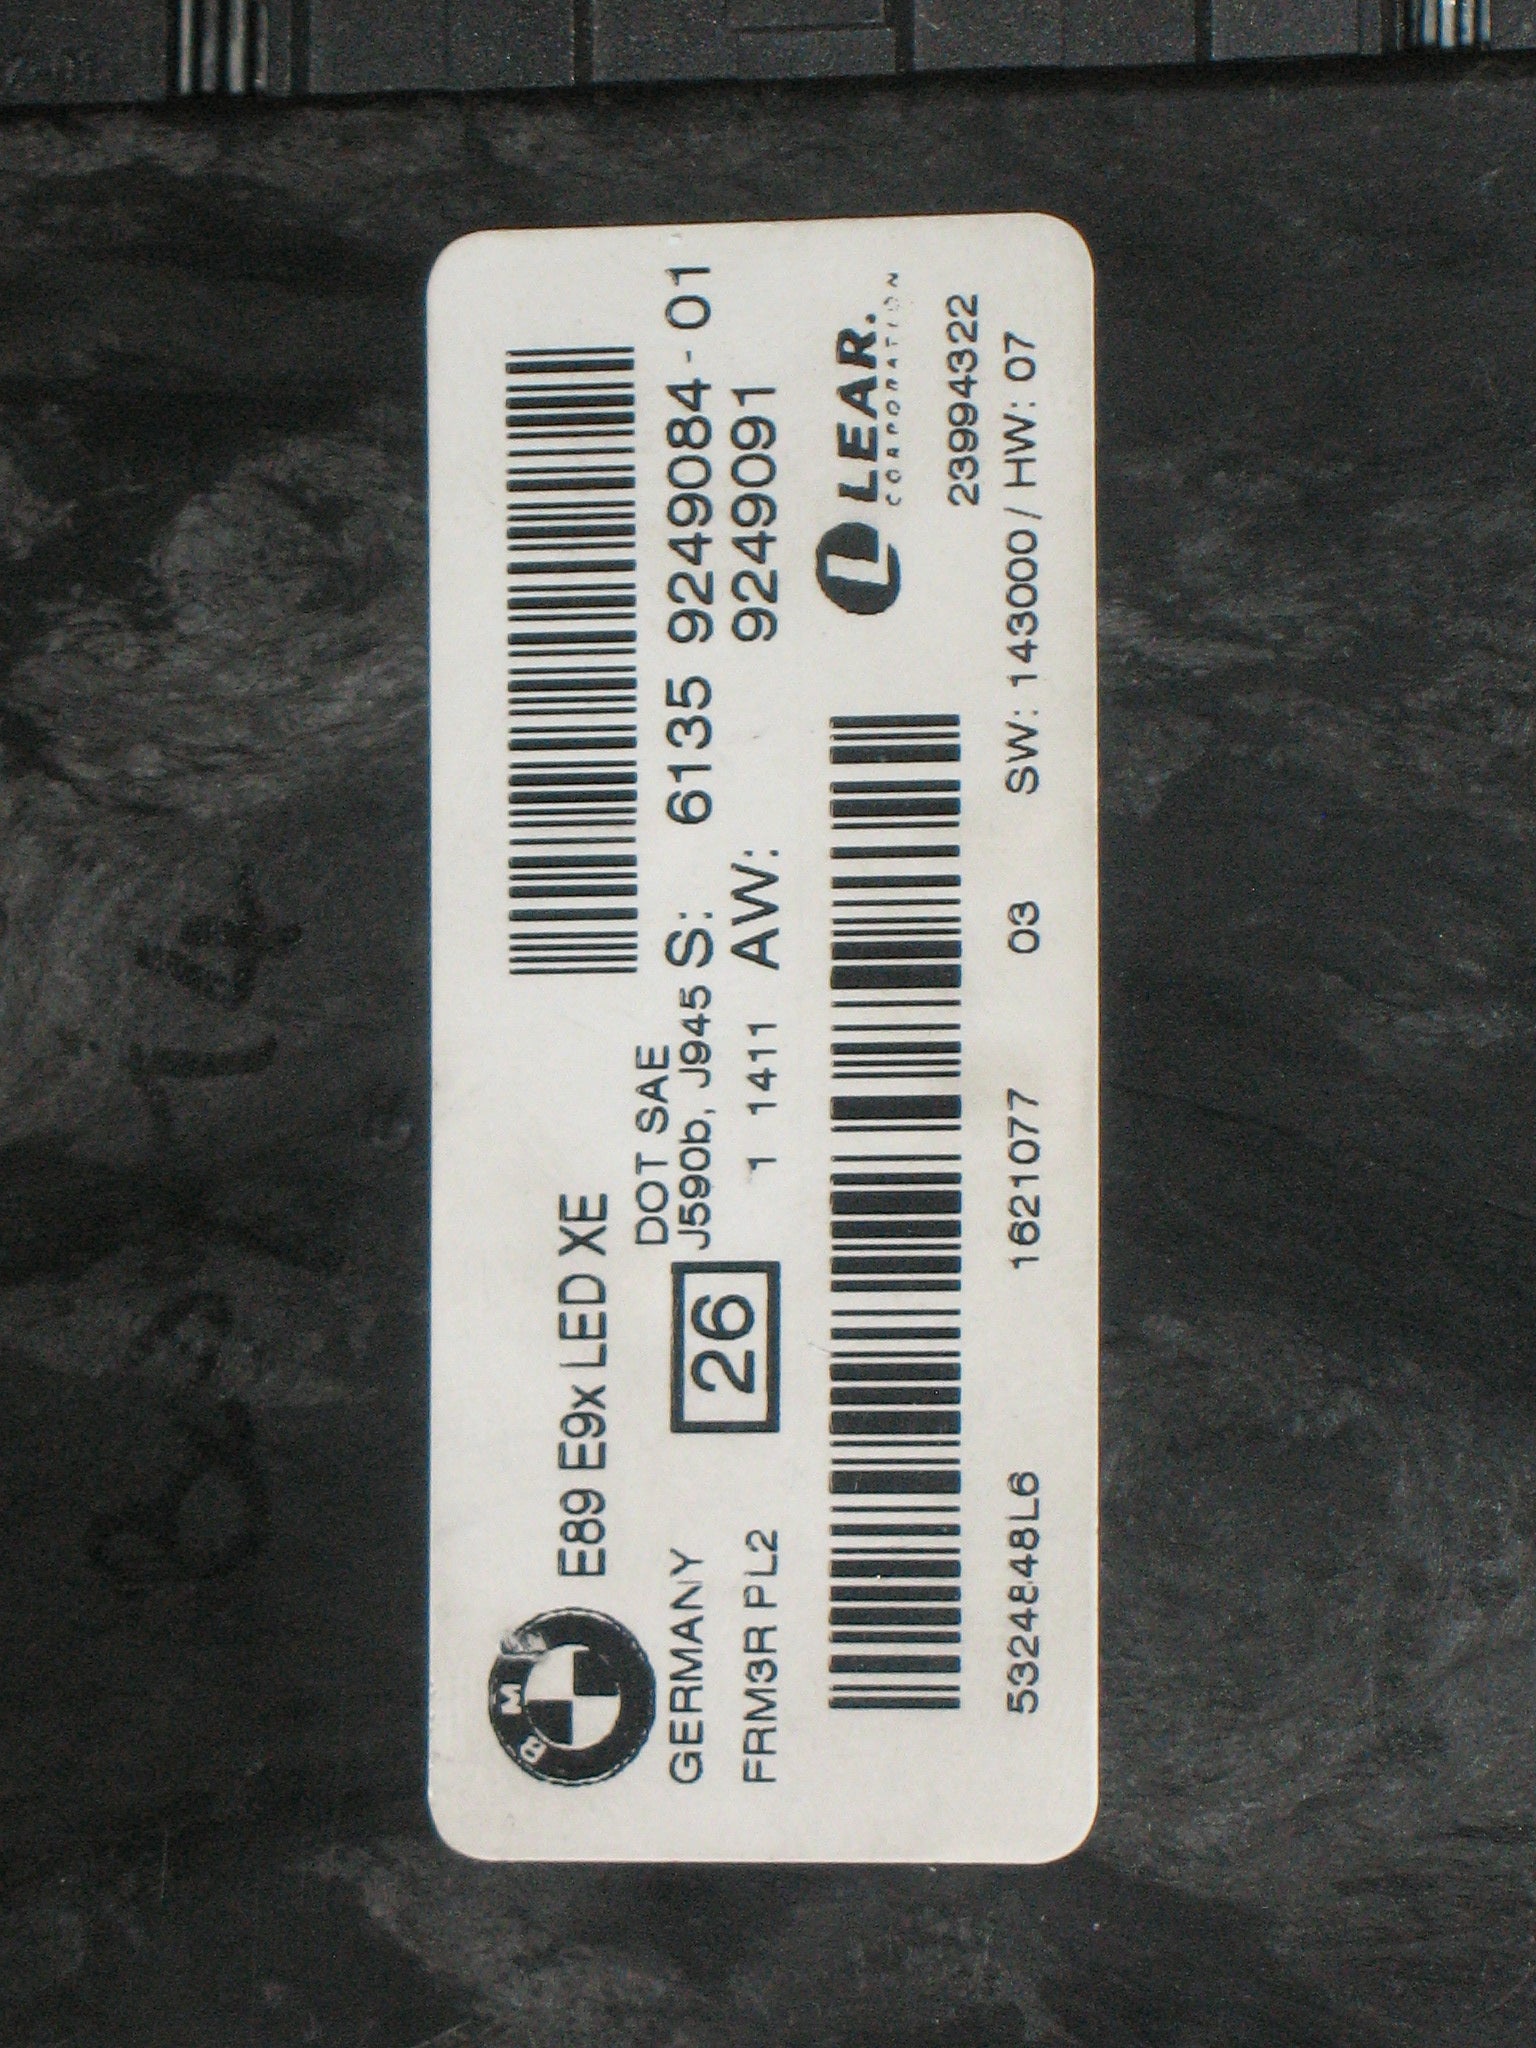 BMW
E89 E9x LED XE
GERMANY 26 DOT SAE
J590b, J945 S: 6135 9249084-01
FRM3R PL2 1 1411 AW: 9249091
LEAR.
CORPORATION
23994322
5324848L6 1621077 03 SW: 143000 / HW: 07